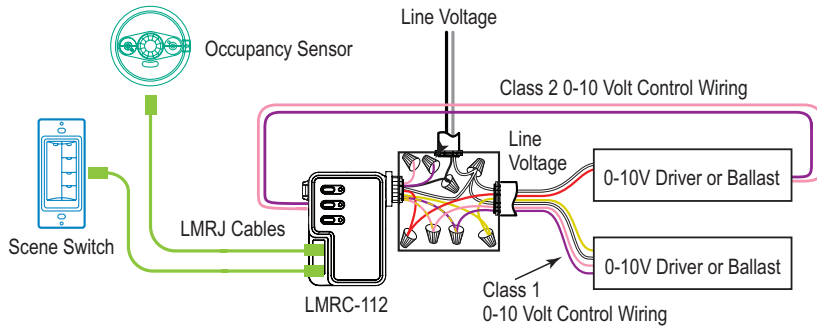 Line Voltage
Occupancy Sensor
Class 2 0-10 Volt Control Wiring
Line
Voltage
0-10V Driver or Ballast
Scene Switch
LMRJ Cables
0-10V Driver or Ballast
LMRC-112
Class 1
0-10 Volt Control Wiring